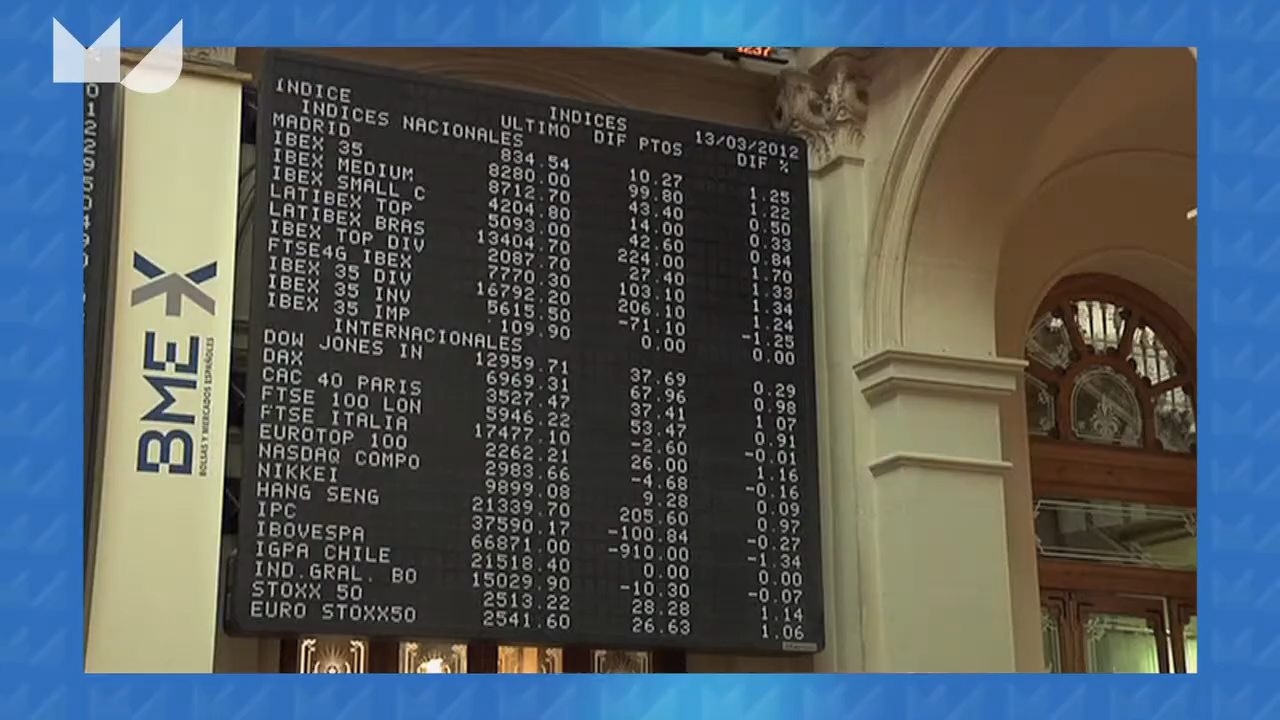 12:37
INDICES 13/03/2012
INDICE ULTIMO DIF PTOS DIF %
INDICES NACIONALES
MADRID 834.54 10.27 1.25
IBEX 35 8280.00 99.80 1.22
IBEX MEDIUM 8712.70 43.40 0.50
IBEX SMALL C 4204.80 14.00 0.33
LATIBEX TOP 5093.00 42.60 0.84
LATIBEX BRAS 13404.70 224.00 1.70
IBEX TOP DIV 2087.70 27.40 1.33
FTSE4G IBEX 7770.30 103.10 1.34
IBEX 35 DIV 16792.20 206.10 1.24
IBEX 35 INV 5615.50 -71.10 -1.25
IBEX 35 IMP 109.90 0.00 0.00
INTERNACIONALES
DOW JONES IN 12959.71 37.69 0.29
DAX 6969.31 67.96 0.98
CAC 40 PARIS 3527.47 37.41 1.07
FTSE 100 LON 5946.22 53.47 0.91
FTSE ITALIA 17477.10 -2.60 -0.01
EUROTOP 100 2262.21 26.00 1.16
NASDAQ COMPO 2983.66 -4.68 -0.16
NIKKEI 9899.08 9.28 0.09
HANG SENG 21339.70 205.60 0.97
IPC 37590.17 -100.84 -0.27
IBOVESPA 66871.00 -910.00 -1.34
IGPA CHILE 21518.40 0.00 0.00
IND.GRAL. BO 15029.90 -10.30 -0.07
STOXX 50 2513.22 28.28 1.14
EURO STOXX50 2541.60 26.63 1.06
BME X
BOLSAS Y MERCADOS ESPAÑOLES